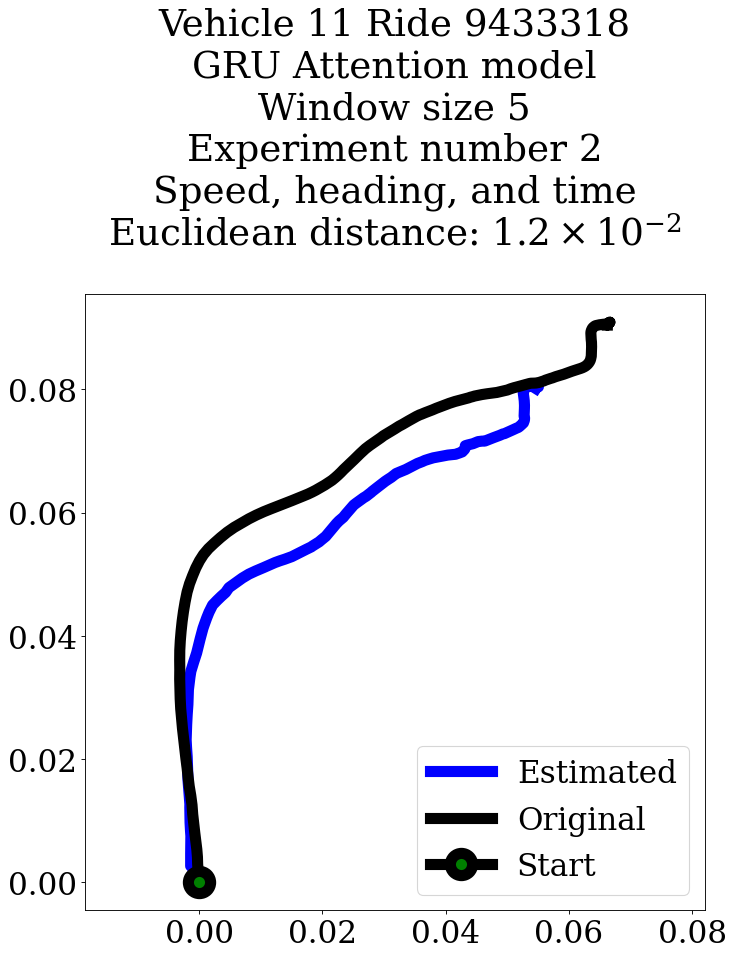 Vehicle 11 Ride 9433318
GRU Attention model
Window size 5
Experiment number 2
Speed, heading, and time
Euclidean distance: 1.2 × 10⁻²
0.08
0.06
0.04
0.02
0.00
Estimated
Original
Start
0.00 0.02 0.04 0.06 0.08